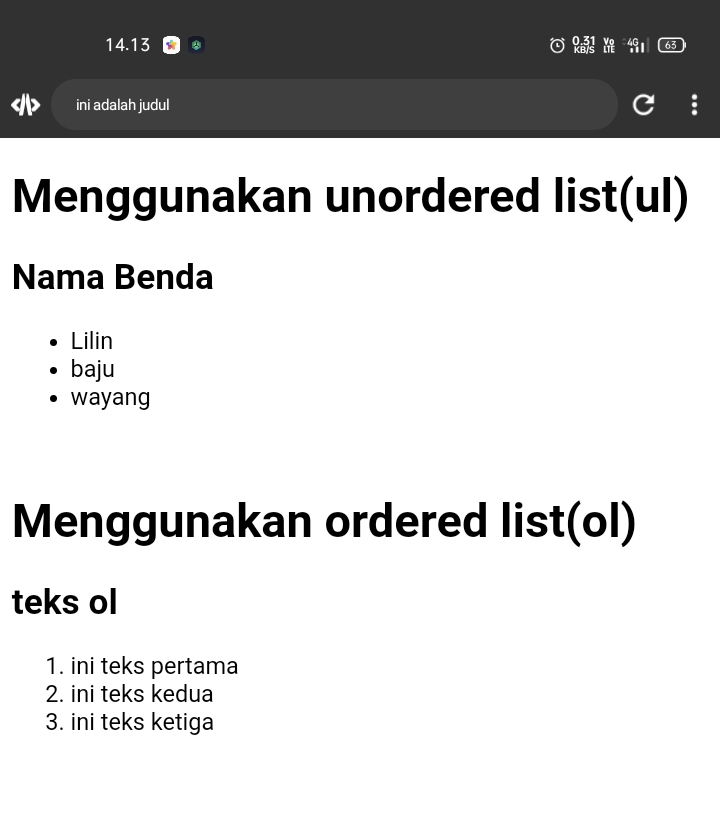 14.13
0.31 KB/S Vo LTE 4G 63
ini adalah judul
Menggunakan unordered list(ul)
Nama Benda
• Lilin
• baju
• wayang
Menggunakan ordered list(ol)
teks ol
1. ini teks pertama
2. ini teks kedua
3. ini teks ketiga